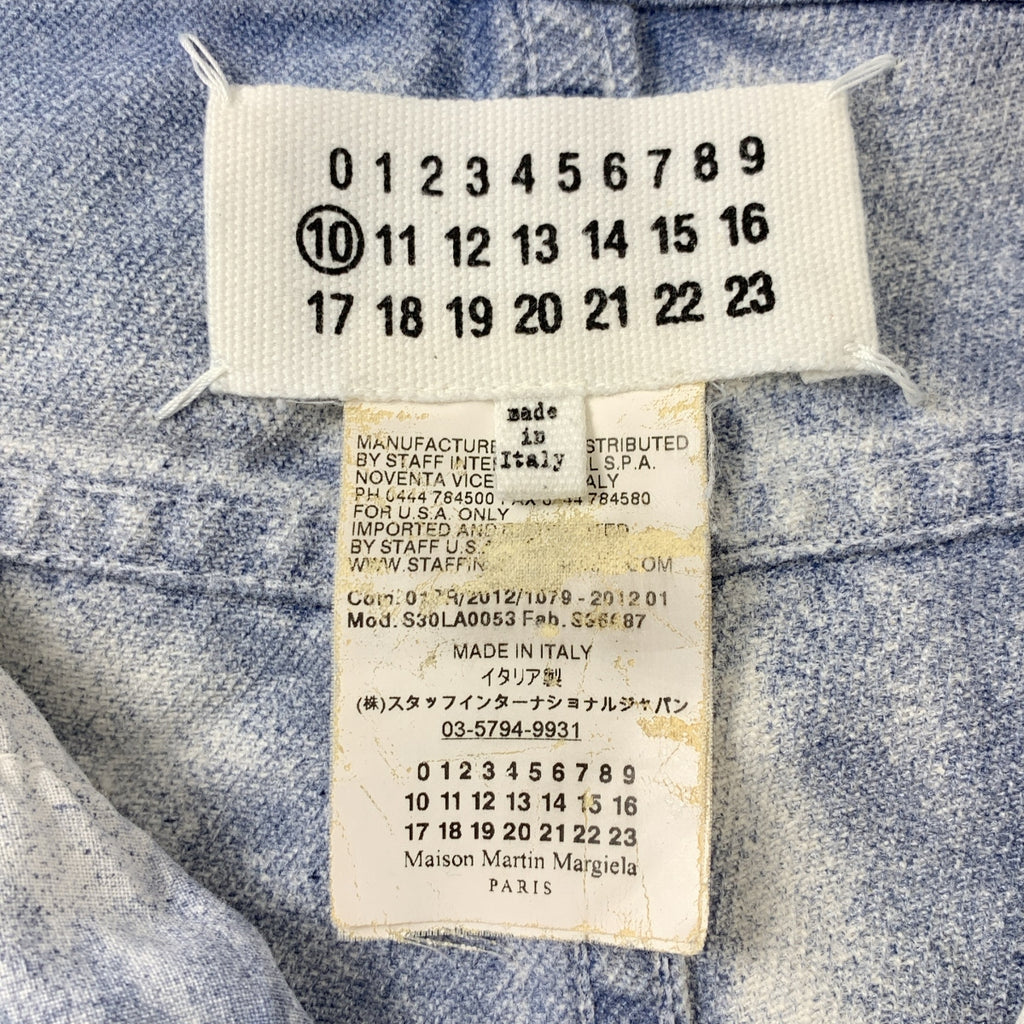 0 1 2 3 4 5 6 7 8 9
10 11 12 13 14 15 16
17 18 19 20 21 22 23
made
in
Italy
MANUFACTURE STRIBUTED
BY STAFF INTE L S.P.A.
NOVENTA VICE ALY
PH 0444 784500 784580
FOR U.S.A. ONLY
IMPORTED AND
BY STAFF U.S.
WWW.STAFFIN .COM
2012 01
Mod. S30LA0053 Fab.
MADE IN ITALY
イタリア製
(株)スタッフインターナショナルジャパン
03-5794-9931
0 1 2 3 4 5 6 7 8 9
10 11 12 13 14 15 16
17 18 19 20 21 22 23
Maison Martin Margiela
PARIS